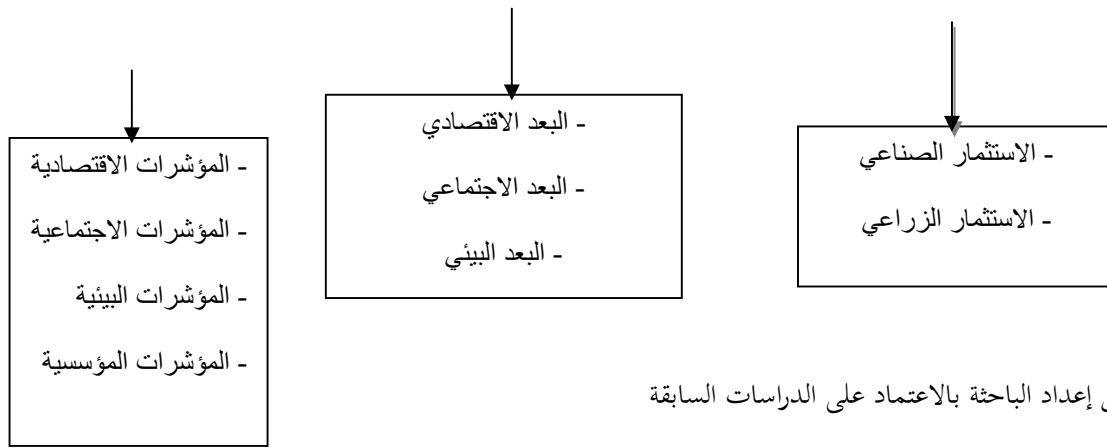 - الاستثمار الصناعي
- الاستثمار الزراعي
- البعد الاقتصادي
- البعد الاجتماعي
- البعد البيئي
- المؤشرات الاقتصادية
- المؤشرات الاجتماعية
- المؤشرات البيئية
- المؤشرات المؤسسية
إعداد الباحثة بالاعتماد على الدراسات السابقة